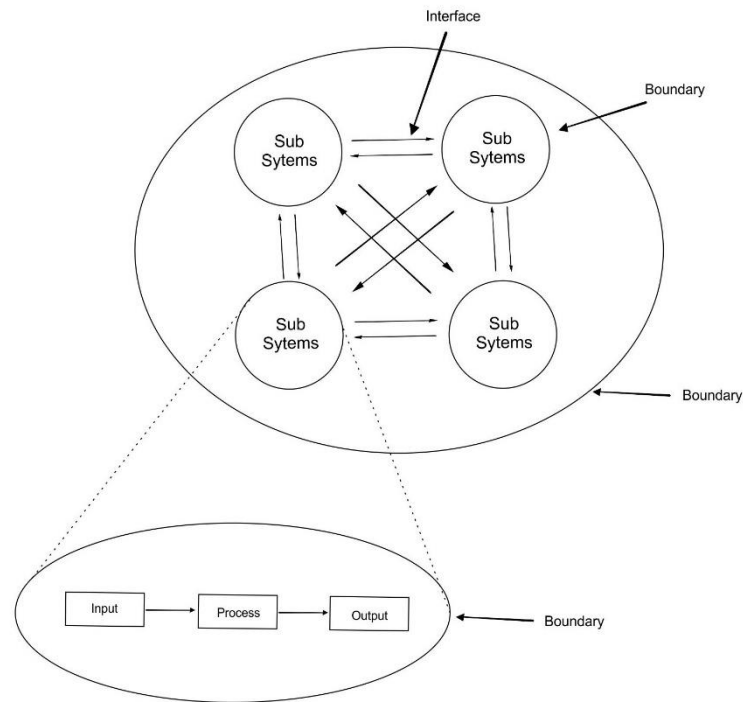 Interface
Boundary
Sub
Sytems
Sub
Sytems
Sub
Sytems
Sub
Sytems
Boundary
Input
Process
Output
Boundary